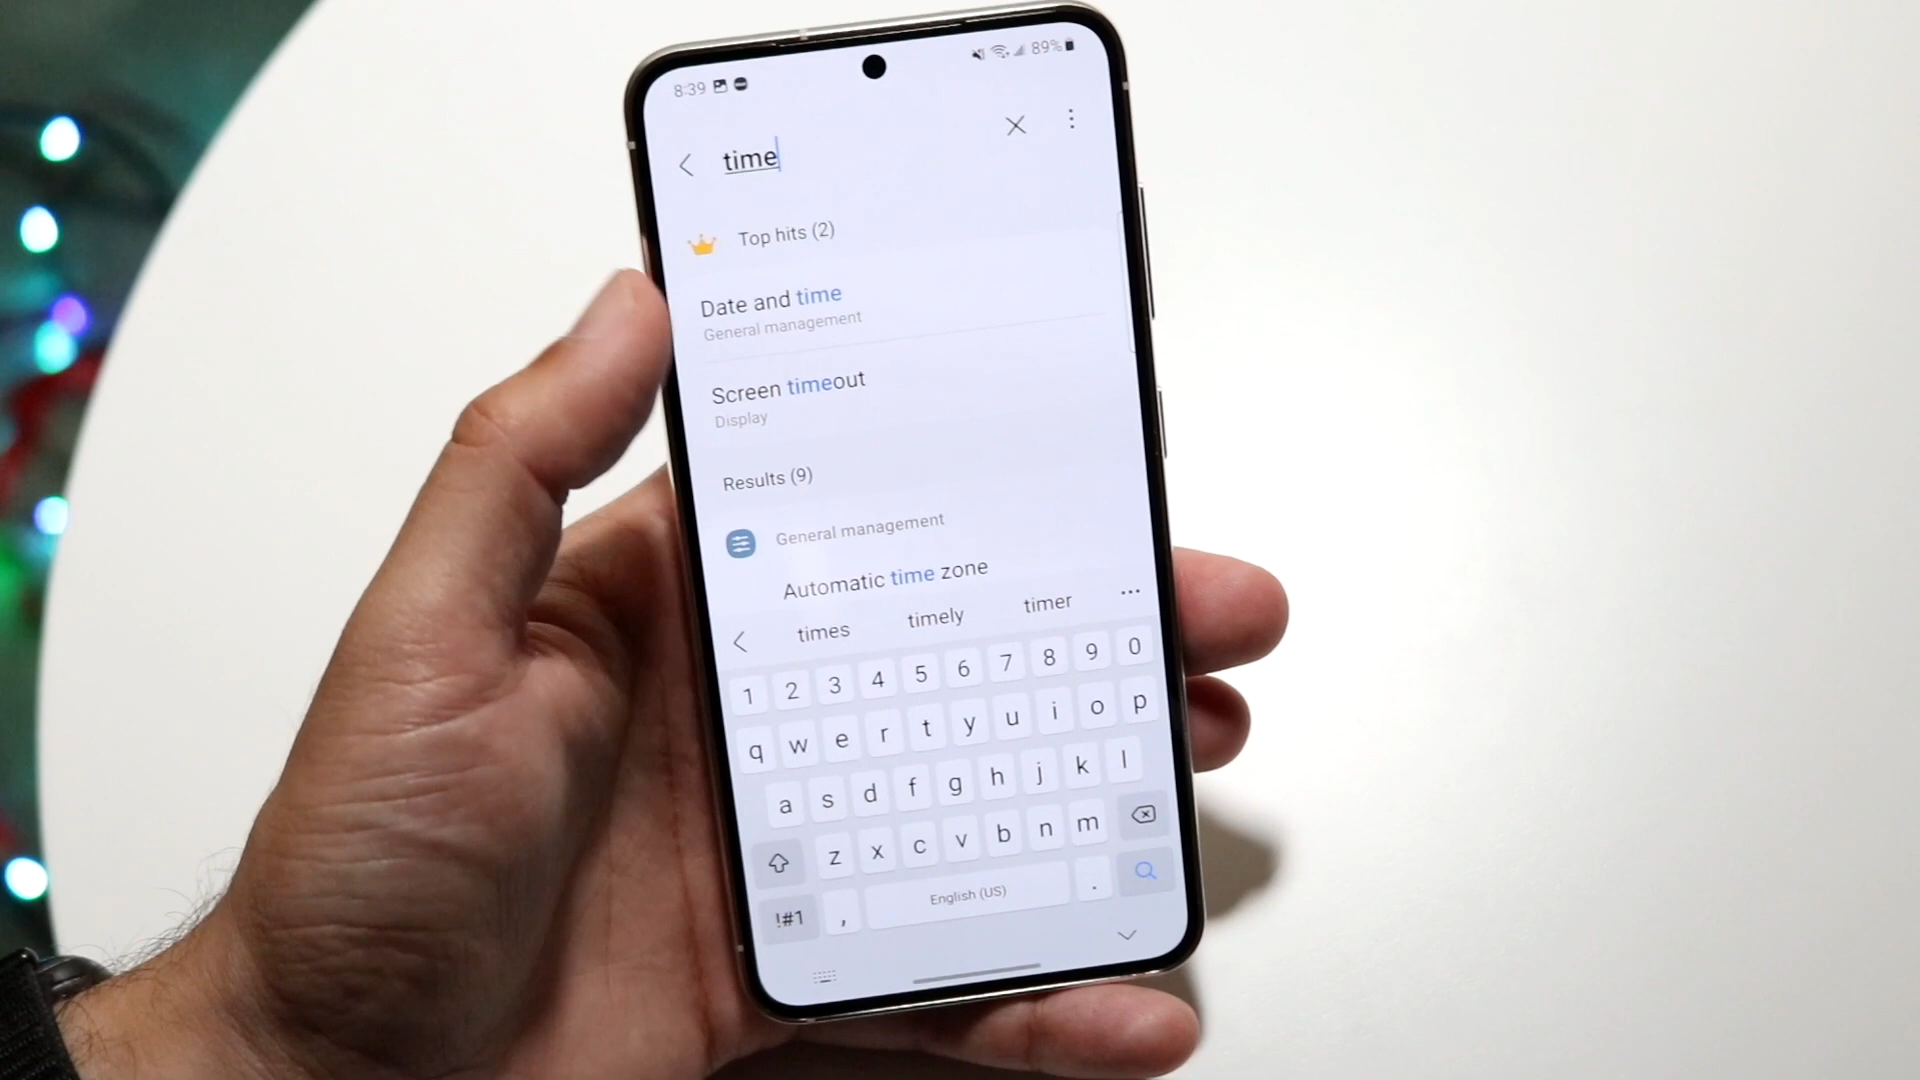 8:39 89%
time
Top hits (2)
Date and time
General management
Screen timeout
Display
Results (9)
General management
Automatic time zone
times timely timer ...
1 2 3 4 5 6 7 8 9 0
q w e r t y u i o p
a s d f g h j k l
z x c v b n m
!#1 , English (US) .